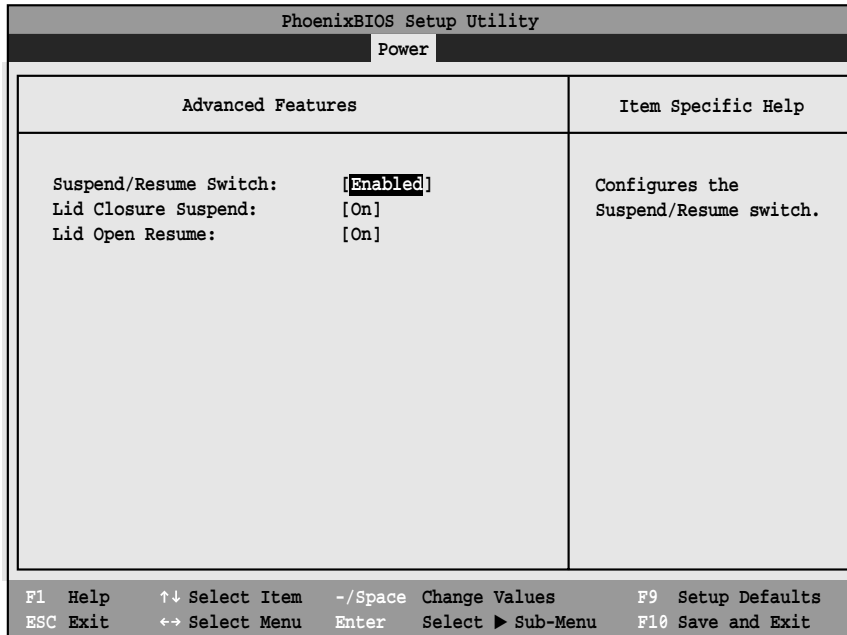 PhoenixBIOS Setup Utility
Power
Advanced Features
Item Specific Help
Suspend/Resume Switch: [Enabled]
Lid Closure Suspend: [On]
Lid Open Resume: [On]
Configures the
Suspend/Resume switch.
F1 Help ↑↓ Select Item -/Space Change Values F9 Setup Defaults
ESC Exit ←→ Select Menu Enter Select ▶ Sub-Menu F10 Save and Exit